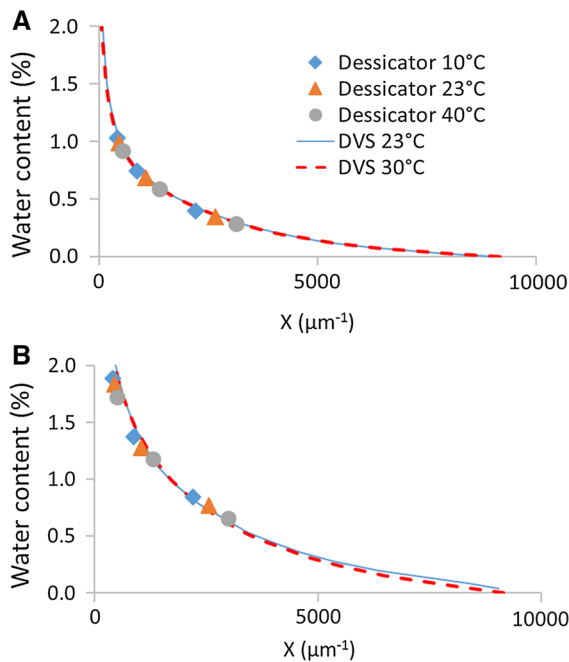 A
Water content (%)
2.0
1.5
1.0
0.5
0.0
0
5000
10000
X (µm-1)
Dessicator 10°C
Dessicator 23°C
Dessicator 40°C
DVS 23°C
DVS 30°C
B
Water content (%)
2.0
1.5
1.0
0.5
0.0
0
5000
10000
X (µm-1)